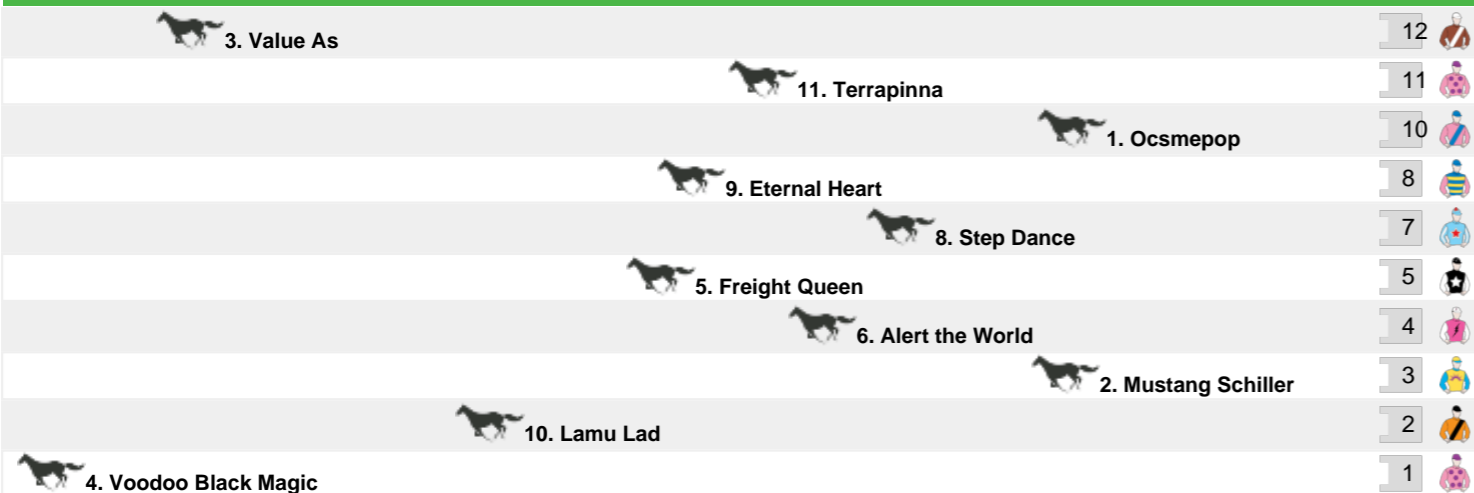 3. Value As 12
11. Terrapinna 11
1. Ocsmepop 10
9. Eternal Heart 8
8. Step Dance 7
5. Freight Queen 5
6. Alert the World 4
2. Mustang Schiller 3
10. Lamu Lad 2
4. Voodoo Black Magic 1